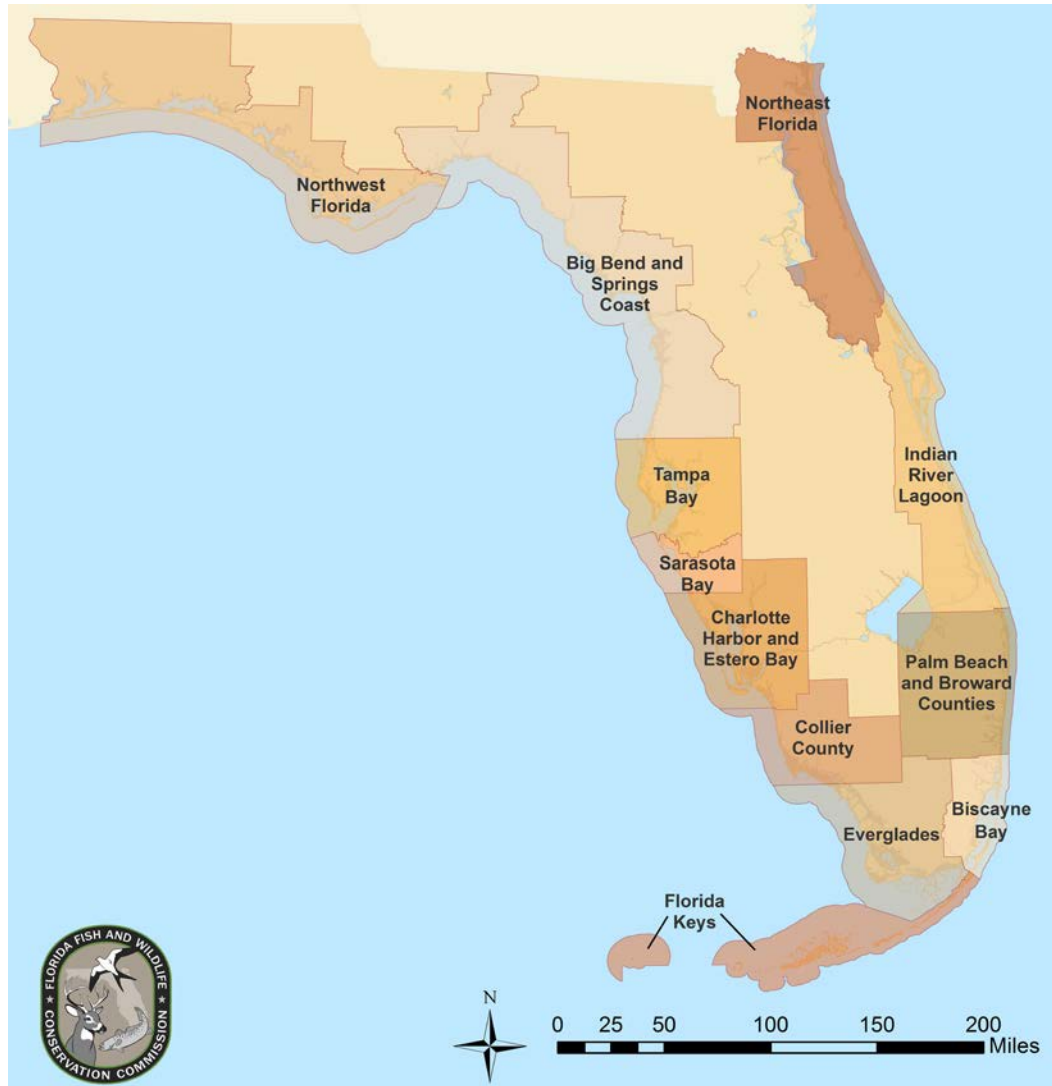 Northeast
Florida
Northwest
Florida
Big Bend and
Springs
Coast
Indian
River
Lagoon
Tampa
Bay
Sarasota
Bay
Charlotte
Harbor and
Estero Bay
Palm Beach
and Broward
Counties
Collier
County
Biscayne
Bay
Everglades
Florida
Keys
FLORIDA FISH AND WILDLIFE
CONSERVATION COMMISSION
N
0 25 50 100 150 200
Miles